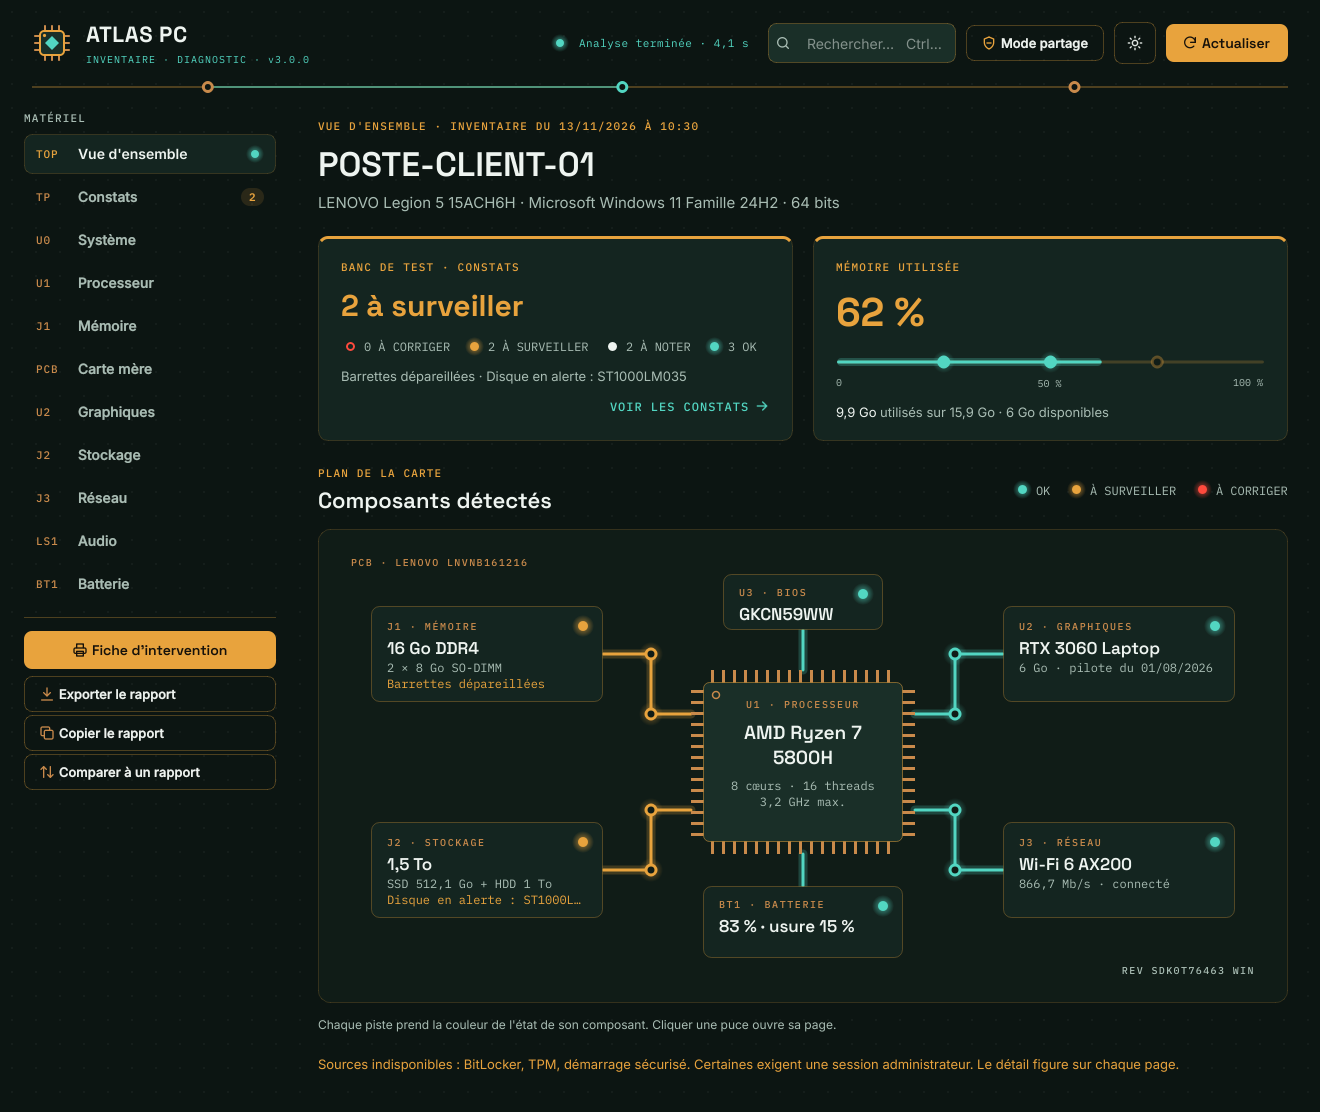 ATLAS PC
INVENTAIRE · DIAGNOSTIC · v3.0.0
Analyse terminée · 4,1 s
Rechercher... Ctrl...
Mode partage
Actualiser
MATÉRIEL
TOP Vue d'ensemble
TP Constats 2
U0 Système
U1 Processeur
J1 Mémoire
PCB Carte mère
U2 Graphiques
J2 Stockage
J3 Réseau
LS1 Audio
BT1 Batterie
Fiche d'intervention
Exporter le rapport
Copier le rapport
Comparer à un rapport
VUE D'ENSEMBLE · INVENTAIRE DU 13/11/2026 À 10:30
POSTE-CLIENT-01
LENOVO Legion 5 15ACH6H · Microsoft Windows 11 Famille 24H2 · 64 bits
BANC DE TEST · CONSTATS
2 à surveiller
0 À CORRIGER 2 À SURVEILLER 2 À NOTER 3 OK
Barrettes dépareillées · Disque en alerte : ST1000LM035
VOIR LES CONSTATS →
MÉMOIRE UTILISÉE
62 %
0 50 % 100 %
9,9 Go utilisés sur 15,9 Go · 6 Go disponibles
PLAN DE LA CARTE
Composants détectés
OK À SURVEILLER À CORRIGER
PCB · LENOVO LNVNB161216
U3 · BIOS
GKCN59WW
J1 · MÉMOIRE
16 Go DDR4
2 × 8 Go SO-DIMM
Barrettes dépareillées
U2 · GRAPHIQUES
RTX 3060 Laptop
6 Go · pilote du 01/08/2026
U1 · PROCESSEUR
AMD Ryzen 7
5800H
8 cœurs · 16 threads
3,2 GHz max.
J2 · STOCKAGE
1,5 To
SSD 512,1 Go + HDD 1 To
Disque en alerte : ST1000L…
J3 · RÉSEAU
Wi-Fi 6 AX200
866,7 Mb/s · connecté
BT1 · BATTERIE
83 % · usure 15 %
REV SDK0T76463 WIN
Chaque piste prend la couleur de l'état de son composant. Cliquer une puce ouvre sa page.
Sources indisponibles : BitLocker, TPM, démarrage sécurisé. Certaines exigent une session administrateur. Le détail figure sur chaque page.